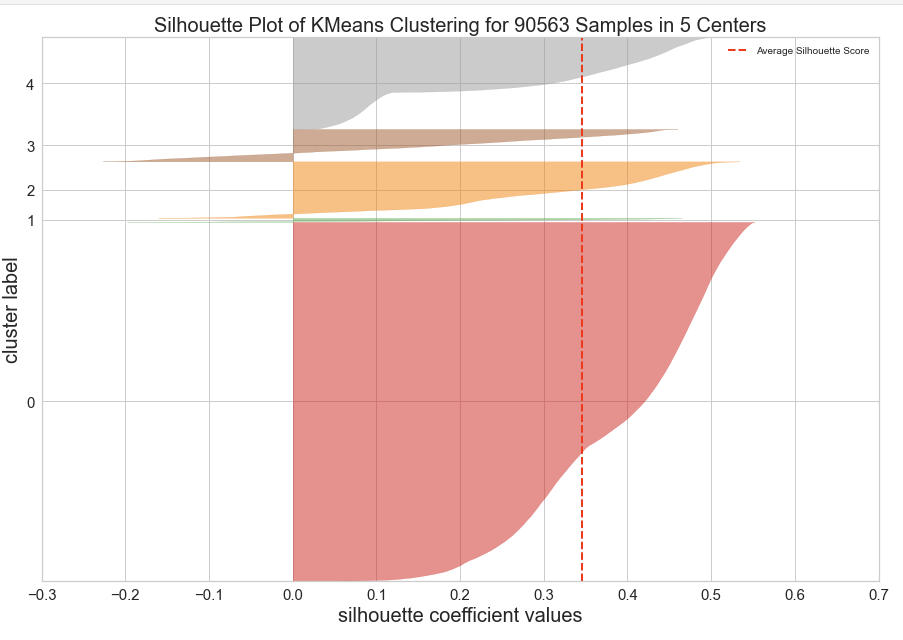 Silhouette Plot of KMeans Clustering for 90563 Samples in 5 Centers
Average Silhouette Score
4
3
2
1
0
cluster label
−0.3 −0.2 −0.1 0.0 0.1 0.2 0.3 0.4 0.5 0.6 0.7
silhouette coefficient values